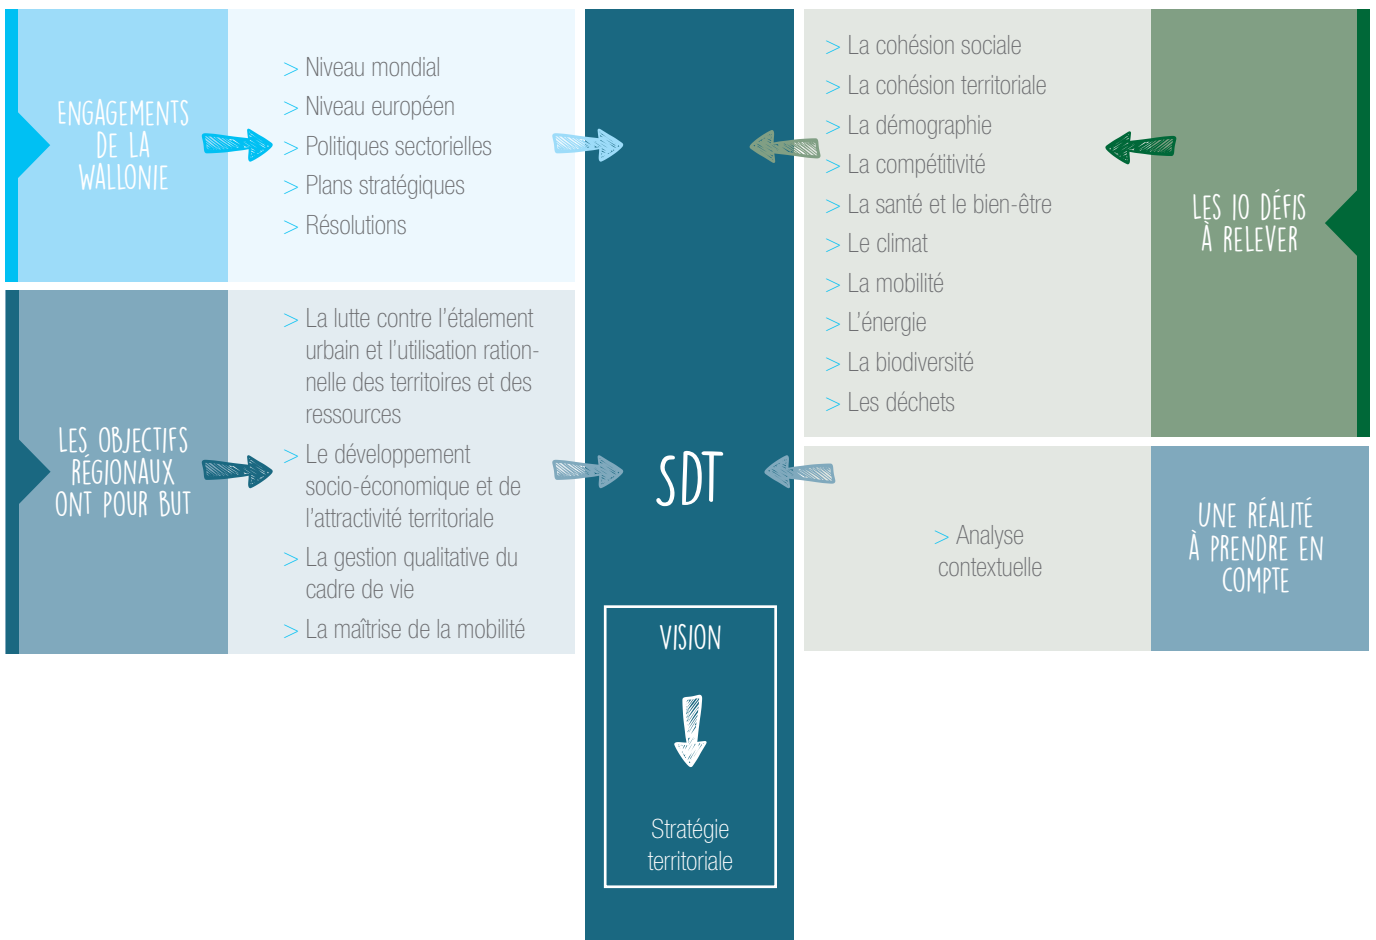 ENGAGEMENTS
DE LA
WALLONIE
> Niveau mondial
> Niveau européen
> Politiques sectorielles
> Plans stratégiques
> Résolutions
LES OBJECTIFS
RÉGIONAUX
ONT POUR BUT
> La lutte contre l'étalement
urbain et l'utilisation ration-
nelle des territoires et des
ressources
> Le développement
socio-économique et de
l'attractivité territoriale
> La gestion qualitative du
cadre de vie
> La maîtrise de la mobilité
SDT
VISION
Stratégie
territoriale
> La cohésion sociale
> La cohésion territoriale
> La démographie
> La compétitivité
> La santé et le bien-être
> Le climat
> La mobilité
> L'énergie
> La biodiversité
> Les déchets
LES 10 DÉFIS
À RELEVER
> Analyse
contextuelle
UNE RÉALITÉ
À PRENDRE EN
COMPTE